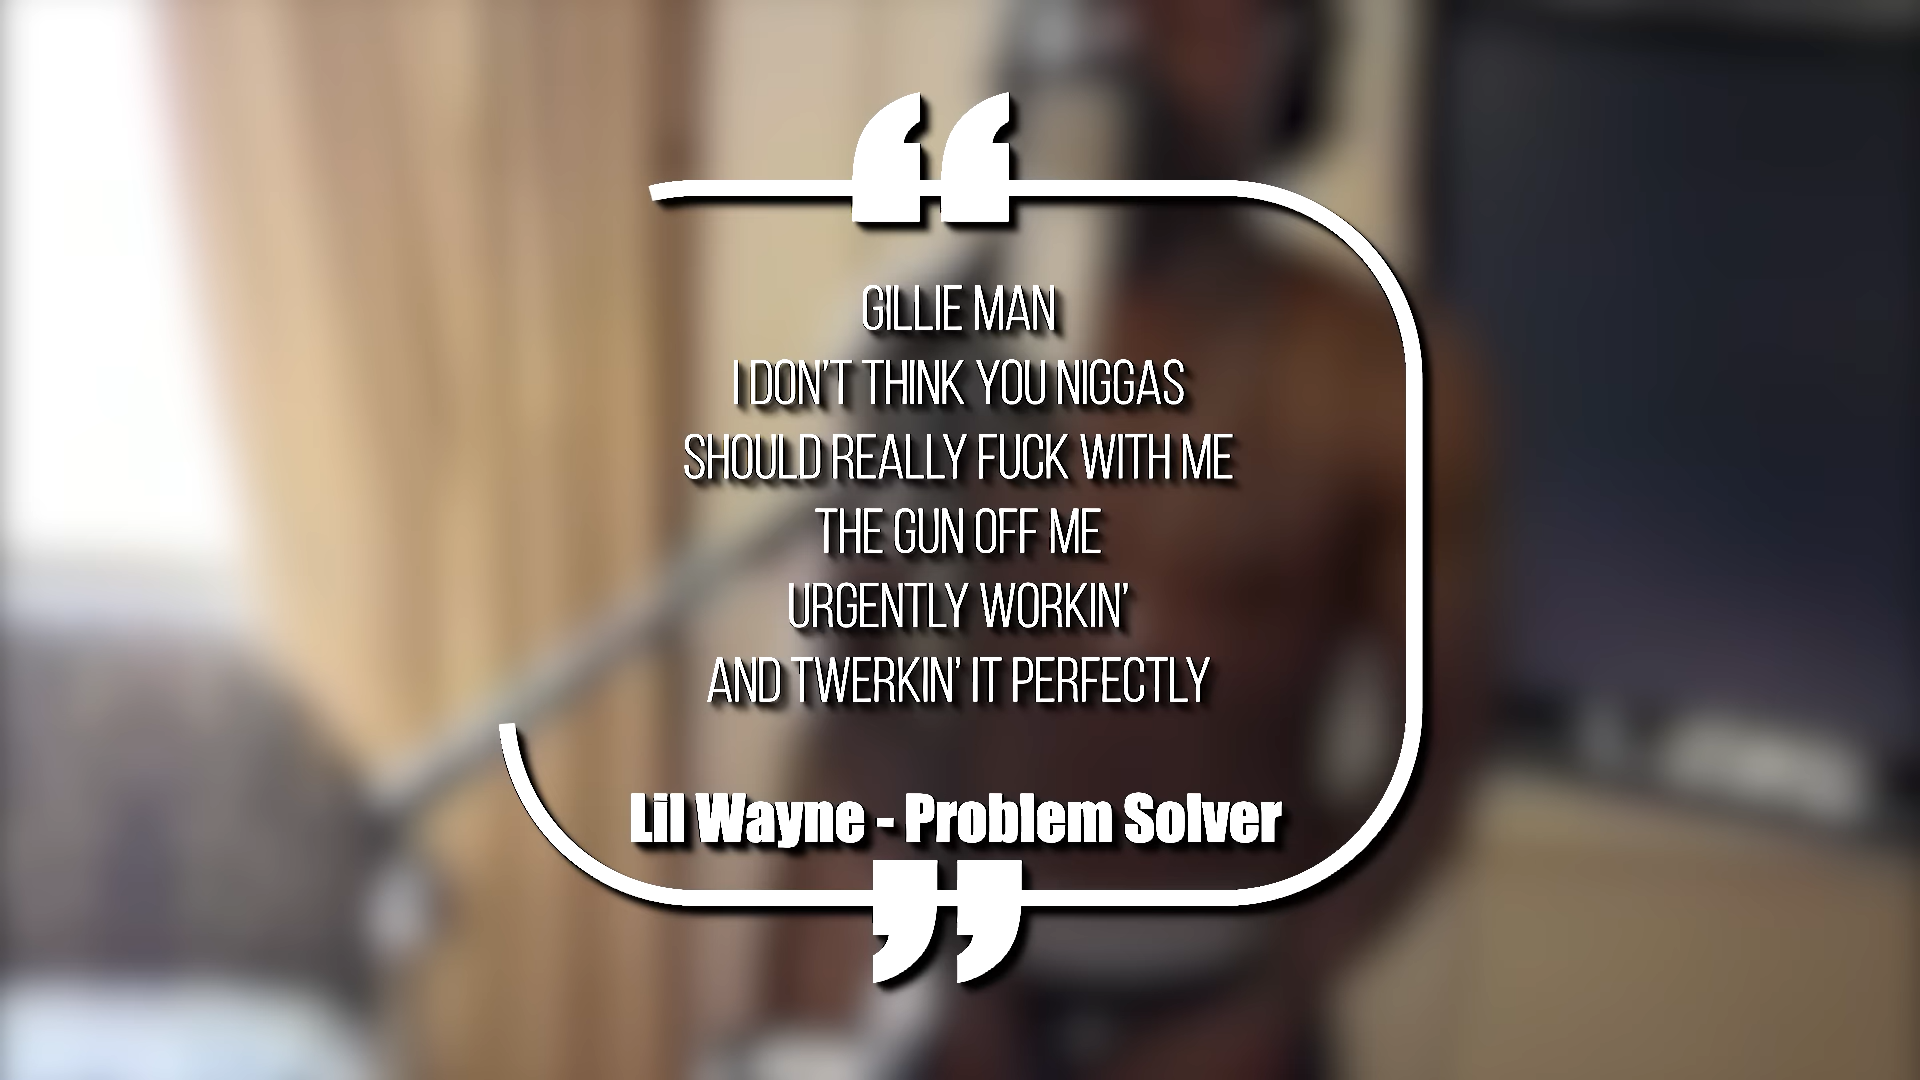 GILLIE MAN
I DON'T THINK YOU NIGGAS
SHOULD REALLY FUCK WITH ME
THE GUN OFF ME
URGENTLY WORKIN'
AND TWERKIN' IT PERFECTLY
Lil Wayne - Problem Solver